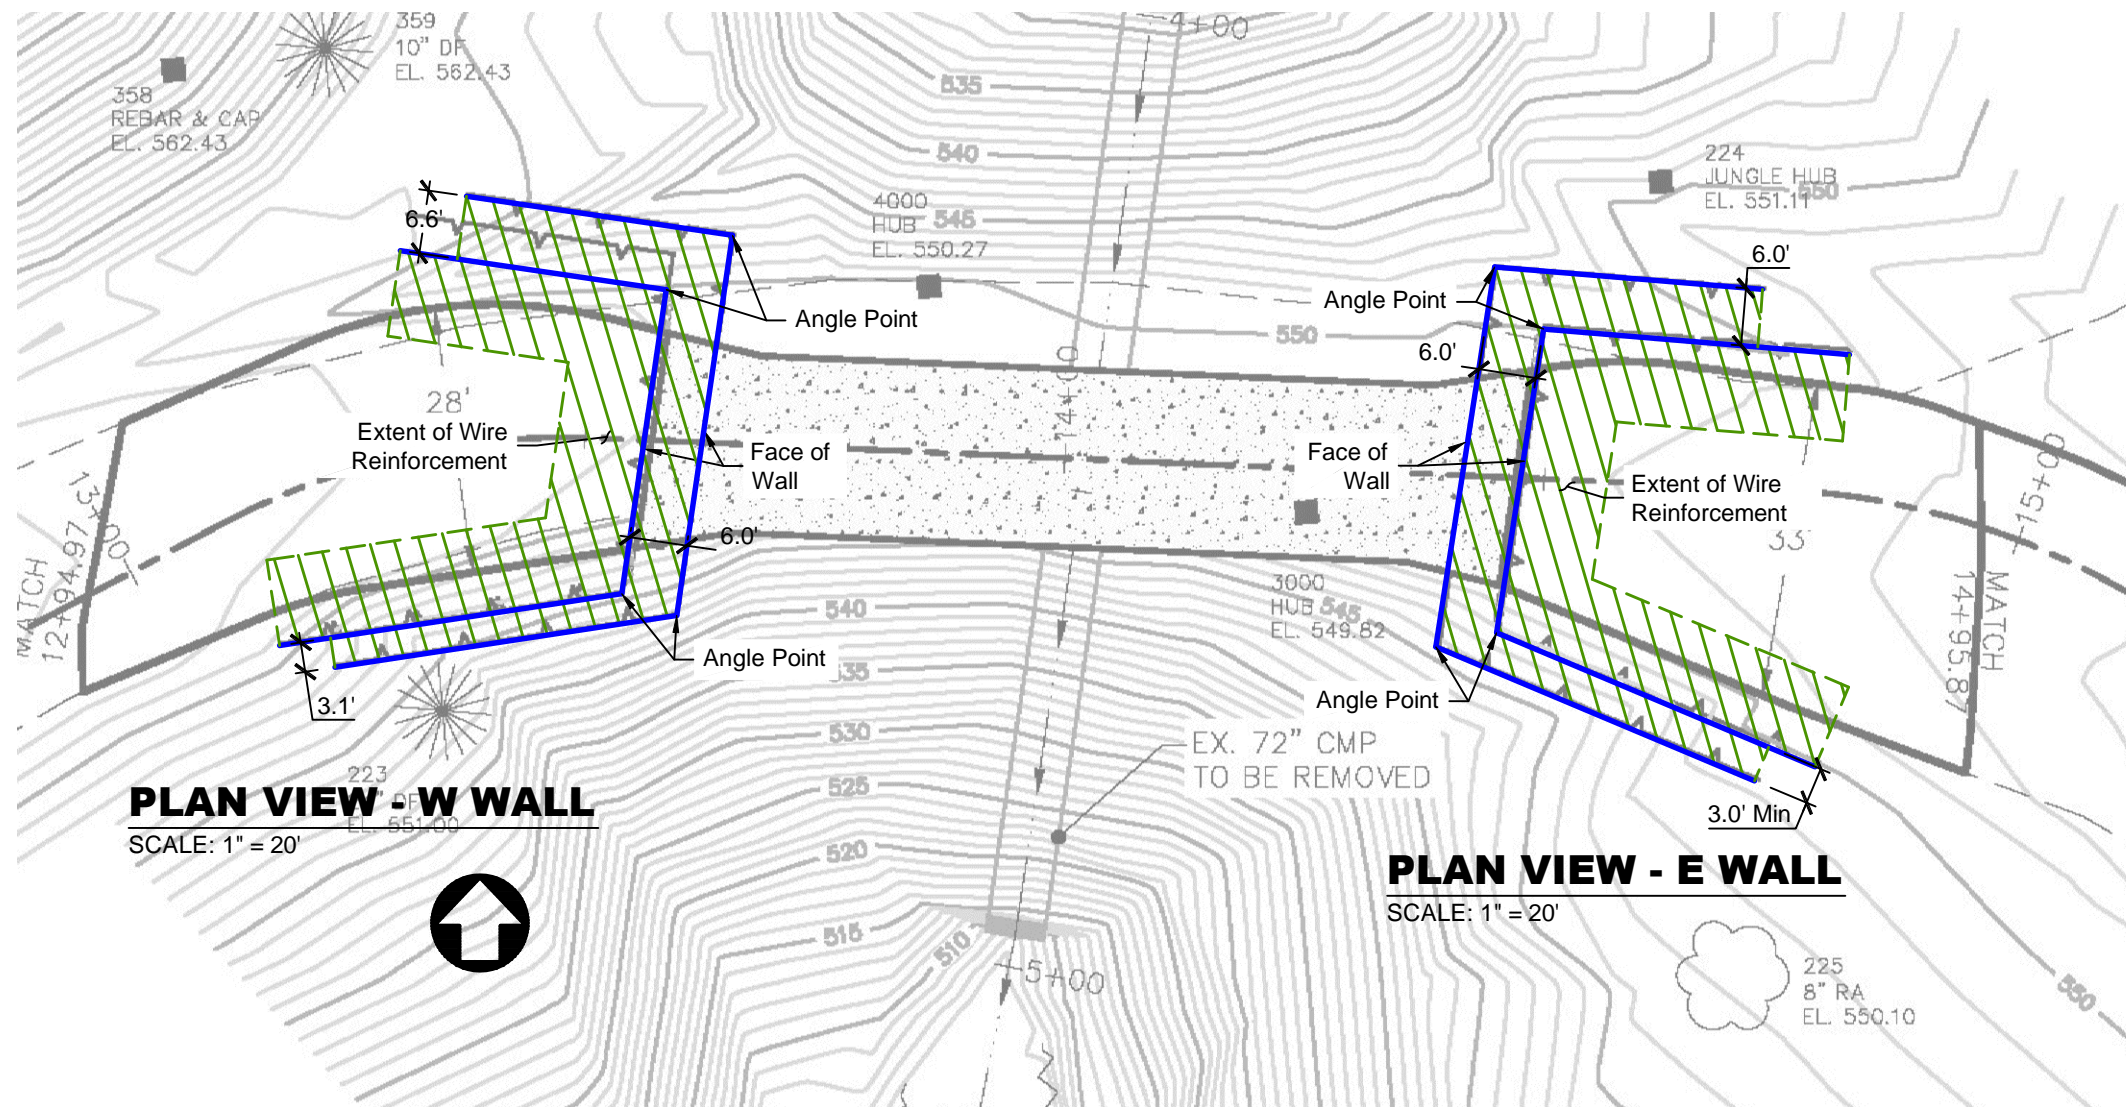 359
10" DF
EL. 562.43
358
REBAR & CAP
EL. 562.43
4+00
535
540
545
224
JUNGLE HUB
EL. 551.11
550
4000
HUB
EL. 550.27
6.6'
6.0'
Angle Point
Angle Point
550
6.0'
14+00
28'
Extent of Wire
Reinforcement
Face of
Wall
Face of
Wall
Extent of Wire
Reinforcement
33'
13+00
MATCH
12+94.97
15+00
MATCH
14+95.87
6.0'
540
3000
HUB
EL. 549.82
545
Angle Point
535
Angle Point
3.1'
530
EX. 72" CMP
TO BE REMOVED
525
3.0' Min
223
DF
EL. 551.00
PLAN VIEW - W WALL
SCALE: 1" = 20'
520
PLAN VIEW - E WALL
SCALE: 1" = 20'
515
510
5+00
225
8" RA
EL. 550.10
550